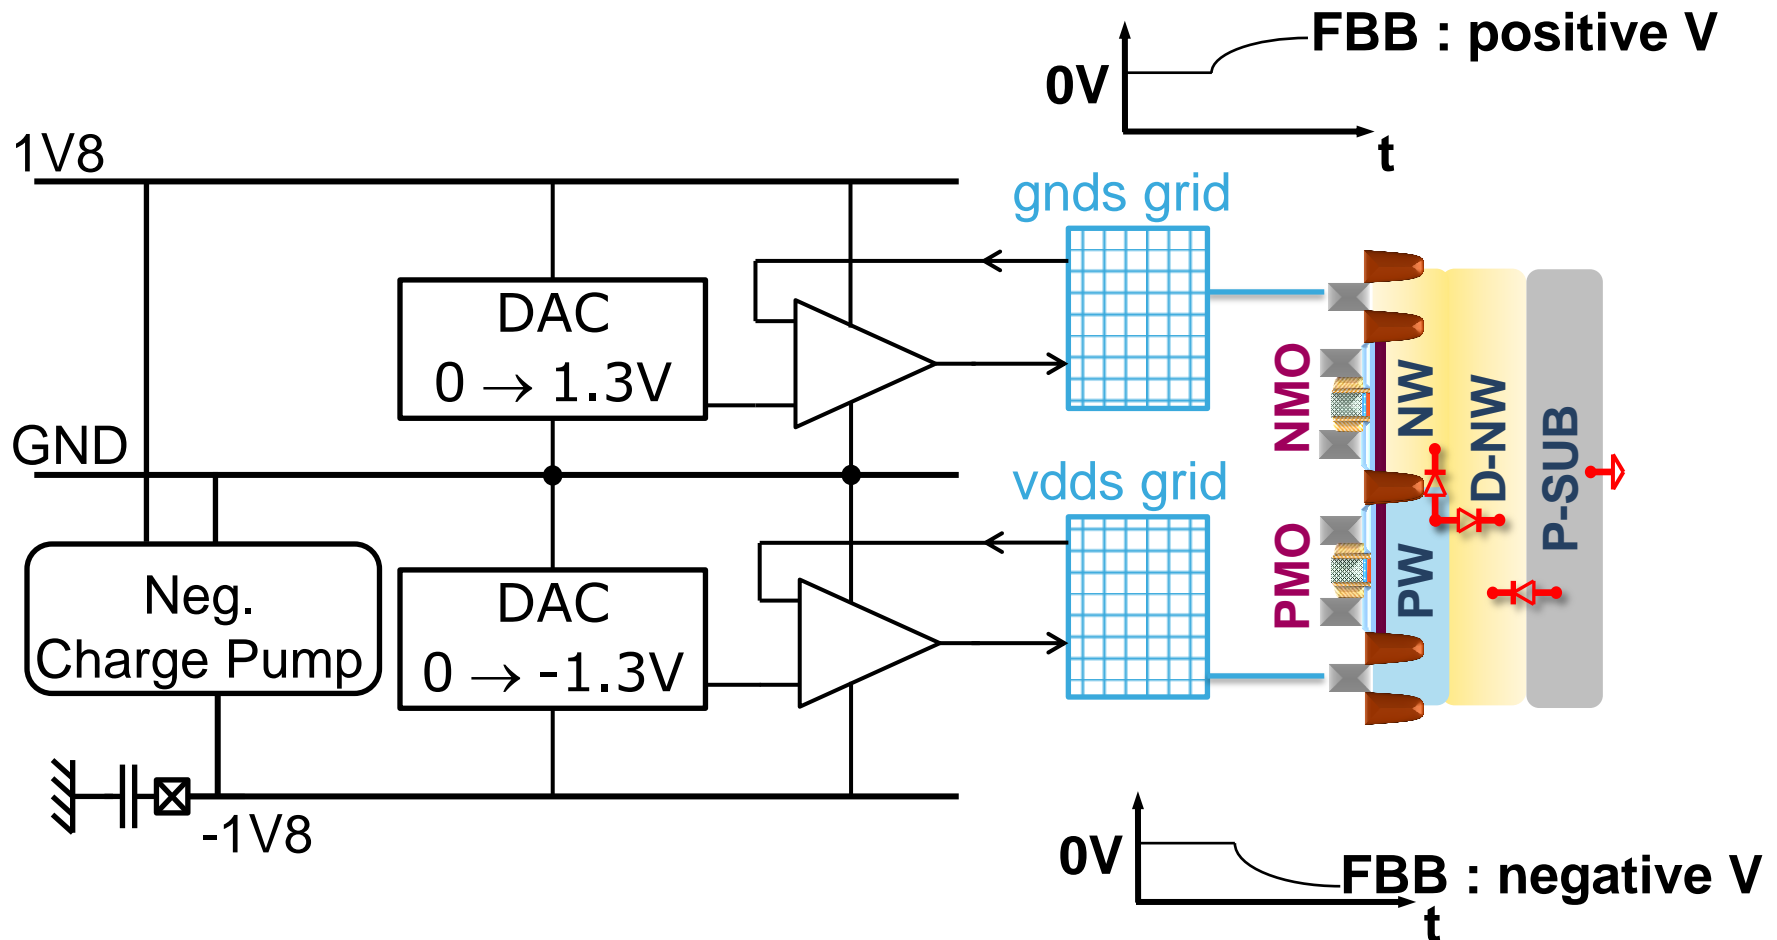 FBB : positive V
0V
t
1V8
gnds grid
DAC
0 → 1.3V
NMO
NW
D-NW
P-SUB
GND
vdds grid
Neg.
Charge Pump
DAC
0 → -1.3V
PMO
PW
-1V8
0V
FBB : negative V
t